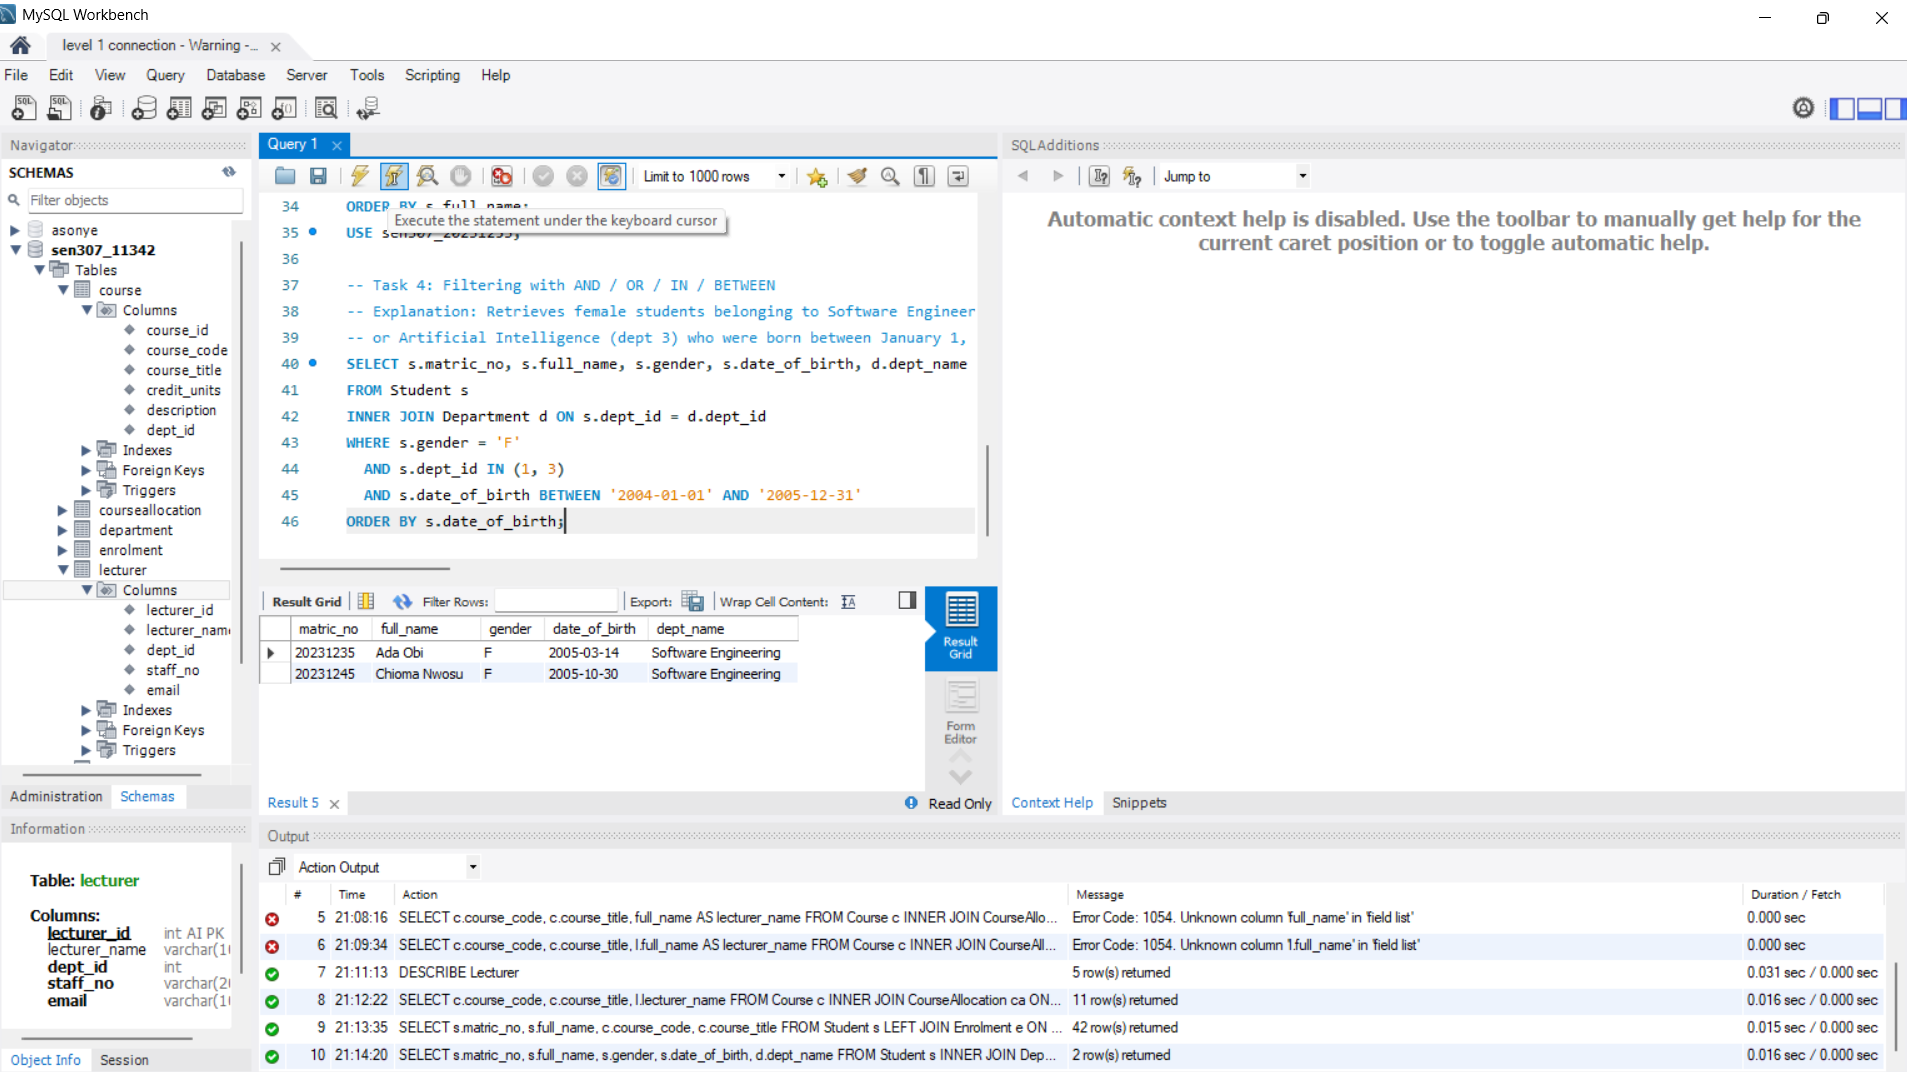 MySQL Workbench
level 1 connection - Warning -...
File Edit View Query Database Server Tools Scripting Help
Navigator
SCHEMAS
Filter objects
asonye
sen307_11342
Tables
course
Columns
course_id
course_code
course_title
credit_units
description
dept_id
Indexes
Foreign Keys
Triggers
courseallocation
department
enrolment
lecturer
Columns
lecturer_id
lecturer_name
dept_id
staff_no
email
Indexes
Foreign Keys
Triggers
Administration Schemas
Information
Table: lecturer
Columns:
lecturer_id int AI PK
lecturer_name varchar(1
dept_id int
staff_no varchar(2
email varchar(1
Object Info Session
Query 1
Limit to 1000 rows
34 ORDER BY s.full_name;
Execute the statement under the keyboard cursor
35 USE
36
37 -- Task 4: Filtering with AND / OR / IN / BETWEEN
38 -- Explanation: Retrieves female students belonging to Software Engineer
39 -- or Artificial Intelligence (dept 3) who were born between January 1,
40 SELECT s.matric_no, s.full_name, s.gender, s.date_of_birth, d.dept_name
41 FROM Student s
42 INNER JOIN Department d ON s.dept_id = d.dept_id
43 WHERE s.gender = 'F'
44 AND s.dept_id IN (1, 3)
45 AND s.date_of_birth BETWEEN '2004-01-01' AND '2005-12-31'
46 ORDER BY s.date_of_birth;
Result Grid Filter Rows: Export: Wrap Cell Content:
matric_no full_name gender date_of_birth dept_name
20231235 Ada Obi F 2005-03-14 Software Engineering
20231245 Chioma Nwosu F 2005-10-30 Software Engineering
Result Grid
Form Editor
Result 5
Read Only
SQLAdditions
Jump to
Automatic context help is disabled. Use the toolbar to manually get help for the
current caret position or to toggle automatic help.
Context Help Snippets
Output
Action Output
# Time Action Message Duration / Fetch
5 21:08:16 SELECT c.course_code, c.course_title, full_name AS lecturer_name FROM Course c INNER JOIN CourseAllo... Error Code: 1054. Unknown column 'full_name' in 'field list' 0.000 sec
6 21:09:34 SELECT c.course_code, c.course_title, l.full_name AS lecturer_name FROM Course c INNER JOIN CourseAll... Error Code: 1054. Unknown column 'l.full_name' in 'field list' 0.000 sec
7 21:11:13 DESCRIBE Lecturer 5 row(s) returned 0.031 sec / 0.000 sec
8 21:12:22 SELECT c.course_code, c.course_title, l.lecturer_name FROM Course c INNER JOIN CourseAllocation ca ON... 11 row(s) returned 0.016 sec / 0.000 sec
9 21:13:35 SELECT s.matric_no, s.full_name, c.course_code, c.course_title FROM Student s LEFT JOIN Enrolment e ON ... 42 row(s) returned 0.015 sec / 0.000 sec
10 21:14:20 SELECT s.matric_no, s.full_name, s.gender, s.date_of_birth, d.dept_name FROM Student s INNER JOIN Dep... 2 row(s) returned 0.016 sec / 0.000 sec